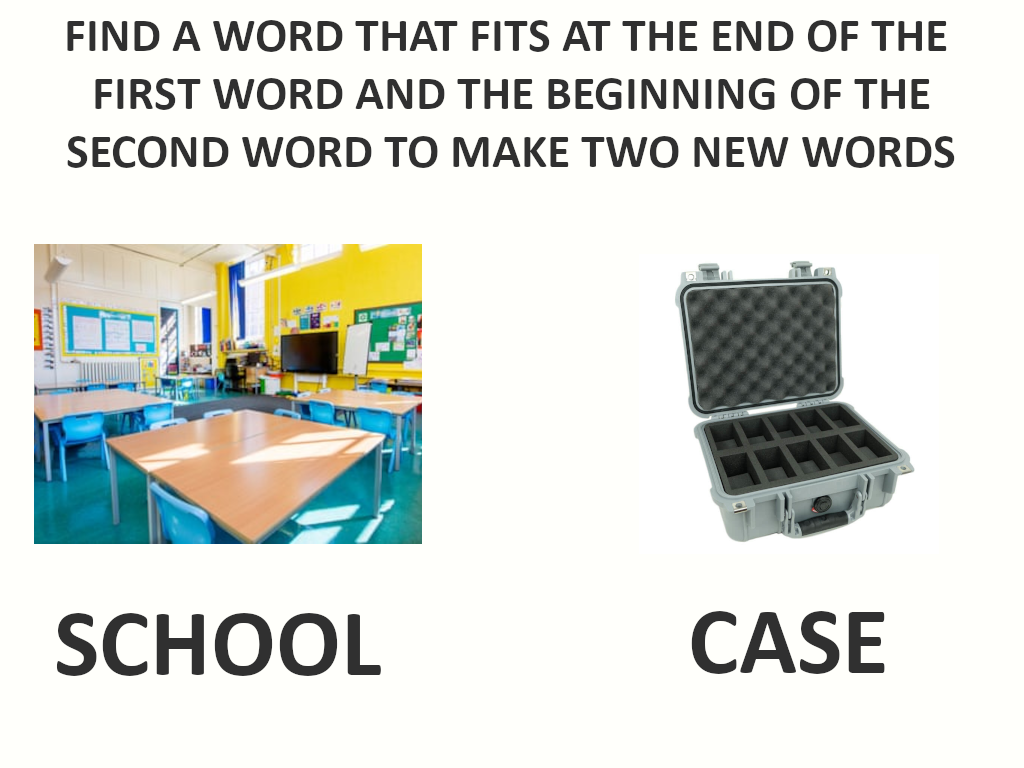 FIND A WORD THAT FITS AT THE END OF THE
FIRST WORD AND THE BEGINNING OF THE
SECOND WORD TO MAKE TWO NEW WORDS
SCHOOL
CASE